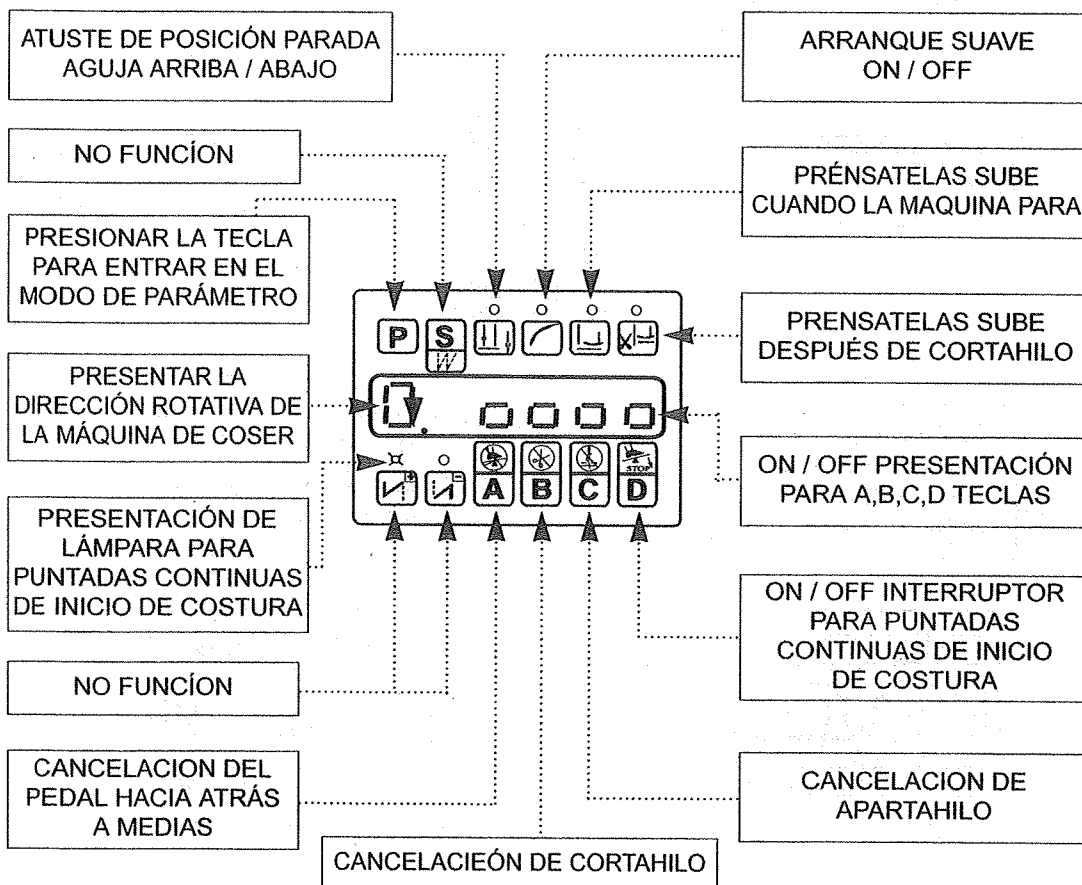 ATUSTE DE POSICIÓN PARADA
AGUJA ARRIBA / ABAJO
NO FUNCÍON
PRESIONAR LA TECLA
PARA ENTRAR EN EL
MODO DE PARÁMETRO
PRESENTAR LA
DIRECCIÓN ROTATIVA DE
LA MÁQUINA DE COSER
PRESENTACIÓN DE
LÁMPARA PARA
PUNTADAS CONTINUAS
DE INICIO DE COSTURA
NO FUNCÍON
CANCELACION DEL
PEDAL HACIA ATRÁS
A MEDIAS
P S
STOP
A B C D
CANCELACIEÓN DE CORTAHILO
ARRANQUE SUAVE
ON / OFF
PRÉNSATELAS SUBE
CUANDO LA MAQUINA PARA
PRENSATELAS SUBE
DESPUÉS DE CORTAHILO
ON / OFF PRESENTACIÓN
PARA A,B,C,D TECLAS
ON / OFF INTERRUPTOR
PARA PUNTADAS
CONTINUAS DE INICIO
DE COSTURA
CANCELACION DE
APARTAHILO